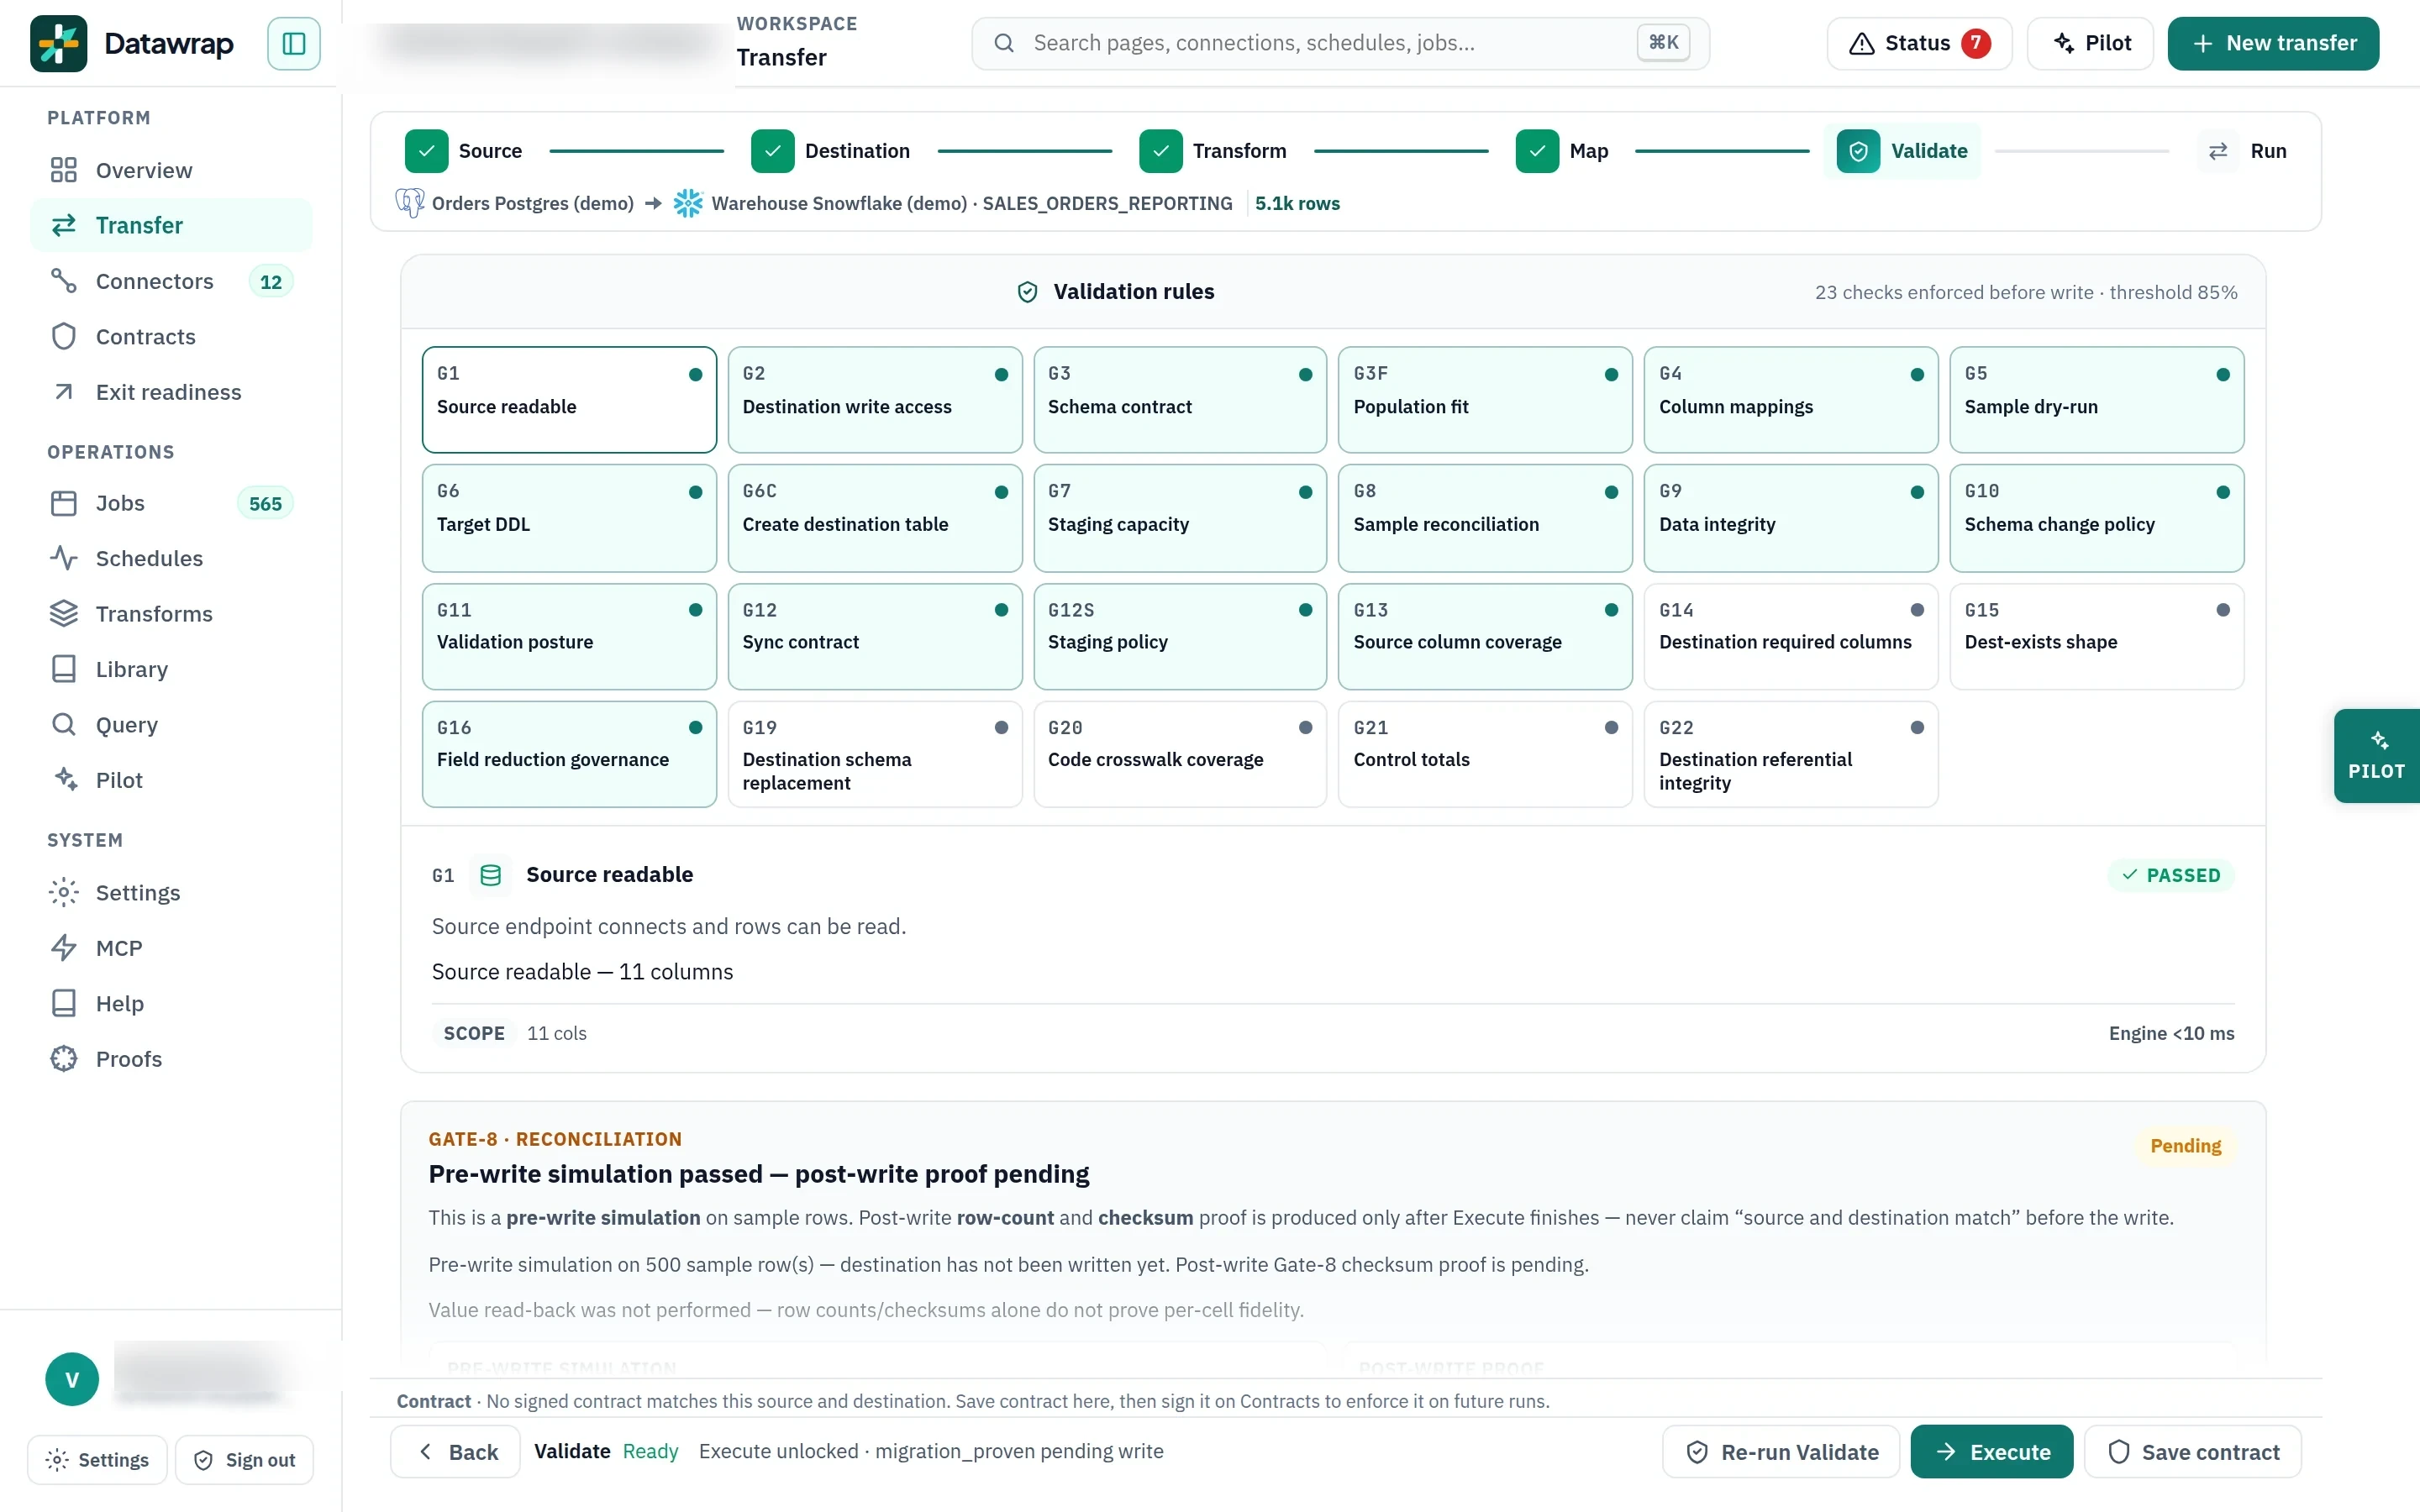 Datawrap
WORKSPACE
Transfer
Search pages, connections, schedules, jobs...
⌘K
Status 7
Pilot
+ New transfer
PLATFORM
Overview
Transfer
Connectors 12
Contracts
Exit readiness
OPERATIONS
Jobs 565
Schedules
Transforms
Library
Query
Pilot
SYSTEM
Settings
MCP
Help
Proofs
V
Settings
Sign out
Source
Destination
Transform
Map
Validate
Run
Orders Postgres (demo) → Warehouse Snowflake (demo) · SALES_ORDERS_REPORTING 5.1k rows
Validation rules
23 checks enforced before write · threshold 85%
G1
Source readable
G2
Destination write access
G3
Schema contract
G3F
Population fit
G4
Column mappings
G5
Sample dry-run
G6
Target DDL
G6C
Create destination table
G7
Staging capacity
G8
Sample reconciliation
G9
Data integrity
G10
Schema change policy
G11
Validation posture
G12
Sync contract
G12S
Staging policy
G13
Source column coverage
G14
Destination required columns
G15
Dest-exists shape
G16
Field reduction governance
G19
Destination schema
replacement
G20
Code crosswalk coverage
G21
Control totals
G22
Destination referential
integrity
G1 Source readable
PASSED
Source endpoint connects and rows can be read.
Source readable — 11 columns
SCOPE 11 cols
Engine <10 ms
GATE-8 · RECONCILIATION
Pending
Pre-write simulation passed — post-write proof pending
This is a pre-write simulation on sample rows. Post-write row-count and checksum proof is produced only after Execute finishes — never claim “source and destination match” before the write.
Pre-write simulation on 500 sample row(s) — destination has not been written yet. Post-write Gate-8 checksum proof is pending.
Value read-back was not performed — row counts/checksums alone do not prove per-cell fidelity.
PRE-WRITE SIMULATION
POST-WRITE PROOF
Contract · No signed contract matches this source and destination. Save contract here, then sign it on Contracts to enforce it on future runs.
Back
Validate Ready Execute unlocked · migration_proven pending write
Re-run Validate
Execute
Save contract
PILOT